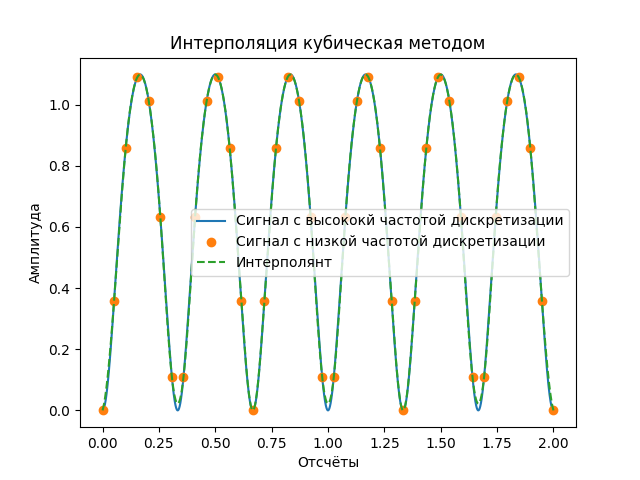 Интерполяция кубическая методом
Амплитуда
1.0
0.8
0.6
0.4
0.2
0.0
Сигнал с высококй частотой дискретизации
Сигнал с низкой частотой дискретизации
Интерполянт
0.00 0.25 0.50 0.75 1.00 1.25 1.50 1.75 2.00
Отсчёты